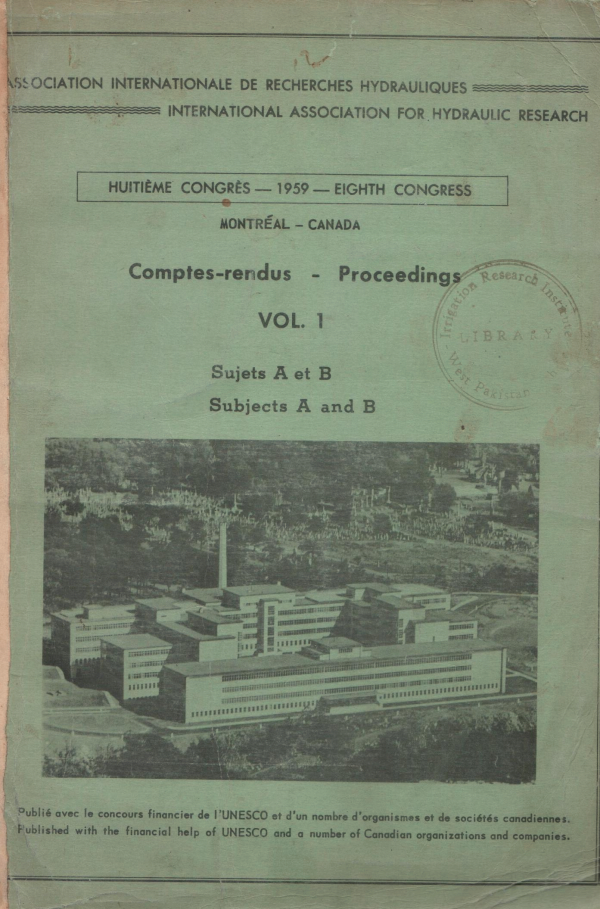 ASSOCIATION INTERNATIONALE DE RECHERCHES HYDRAULIQUES
INTERNATIONAL ASSOCIATION FOR HYDRAULIC RESEARCH
HUITIÈME CONGRÈS — 1959 — EIGHTH CONGRESS
MONTRÉAL – CANADA
Comptes-rendus - Proceedings
VOL. 1
Sujets A et B
Subjects A and B
Irrigation Research Institute
LIBRARY
West Pakistan
Publié avec le concours financier de l'UNESCO et d'un nombre d'organismes et de sociétés canadiennes.
Published with the financial help of UNESCO and a number of Canadian organizations and companies.